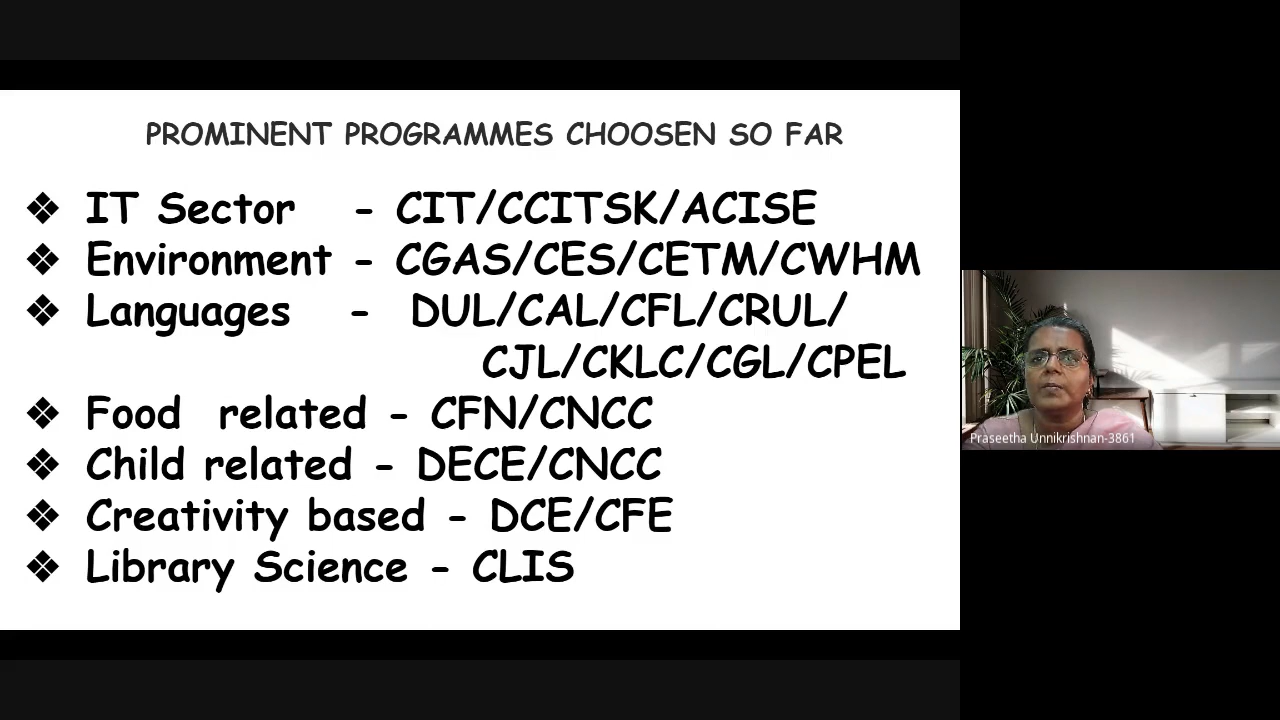 PROMINENT PROGRAMMES CHOOSEN SO FAR
❖ IT Sector - CIT/CCITSK/ACISE
❖ Environment - CGAS/CES/CETM/CWHM
❖ Languages - DUL/CAL/CFL/CRUL/
CJL/CKLC/CGL/CPEL
❖ Food related - CFN/CNCC
❖ Child related - DECE/CNCC
❖ Creativity based - DCE/CFE
❖ Library Science - CLIS
Praseetha Unnikrishnan-3861